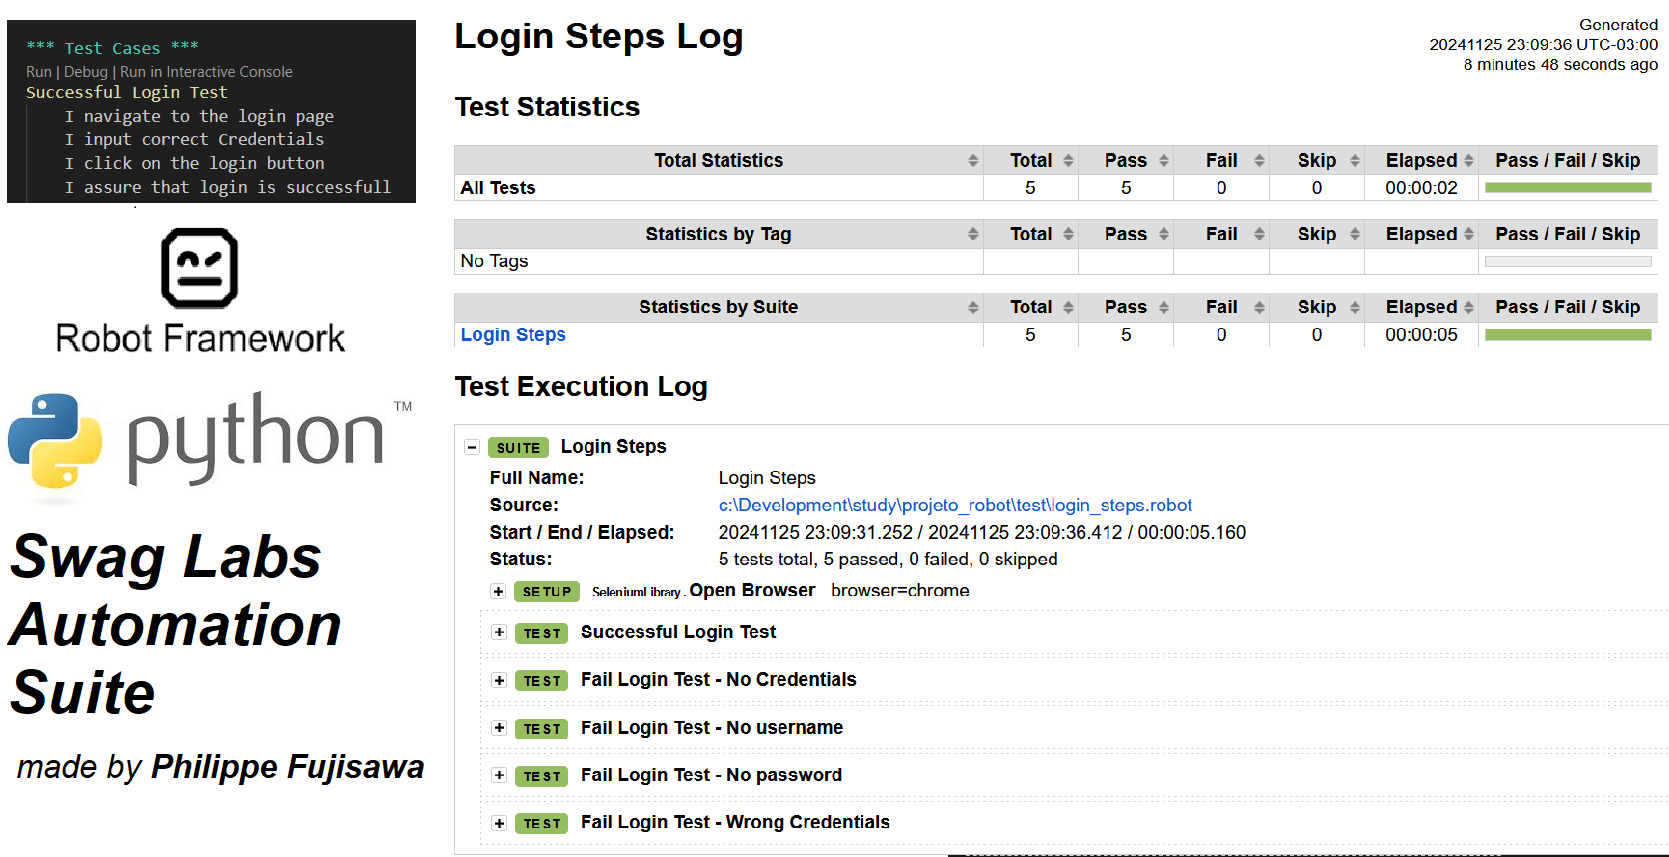 *** Test Cases ***
Run | Debug | Run in Interactive Console
Successful Login Test
I navigate to the login page
I input correct Credentials
I click on the login button
I assure that login is successfull
Robot Framework
python TM
Swag Labs
Automation
Suite
made by Philippe Fujisawa
Login Steps Log
Generated
20241125 23:09:36 UTC-03:00
8 minutes 48 seconds ago
Test Statistics
Total Statistics Total Pass Fail Skip Elapsed Pass / Fail / Skip
All Tests 5 5 0 0 00:00:02
Statistics by Tag Total Pass Fail Skip Elapsed Pass / Fail / Skip
No Tags
Statistics by Suite Total Pass Fail Skip Elapsed Pass / Fail / Skip
Login Steps 5 5 0 0 00:00:05
Test Execution Log
SUITE Login Steps
Full Name: Login Steps
Source: c:\Development\study\projeto_robot\test\login_steps.robot
Start / End / Elapsed: 20241125 23:09:31.252 / 20241125 23:09:36.412 / 00:00:05.160
Status: 5 tests total, 5 passed, 0 failed, 0 skipped
SETUP SeleniumLibrary. Open Browser browser=chrome
TEST Successful Login Test
TEST Fail Login Test - No Credentials
TEST Fail Login Test - No username
TEST Fail Login Test - No password
TEST Fail Login Test - Wrong Credentials